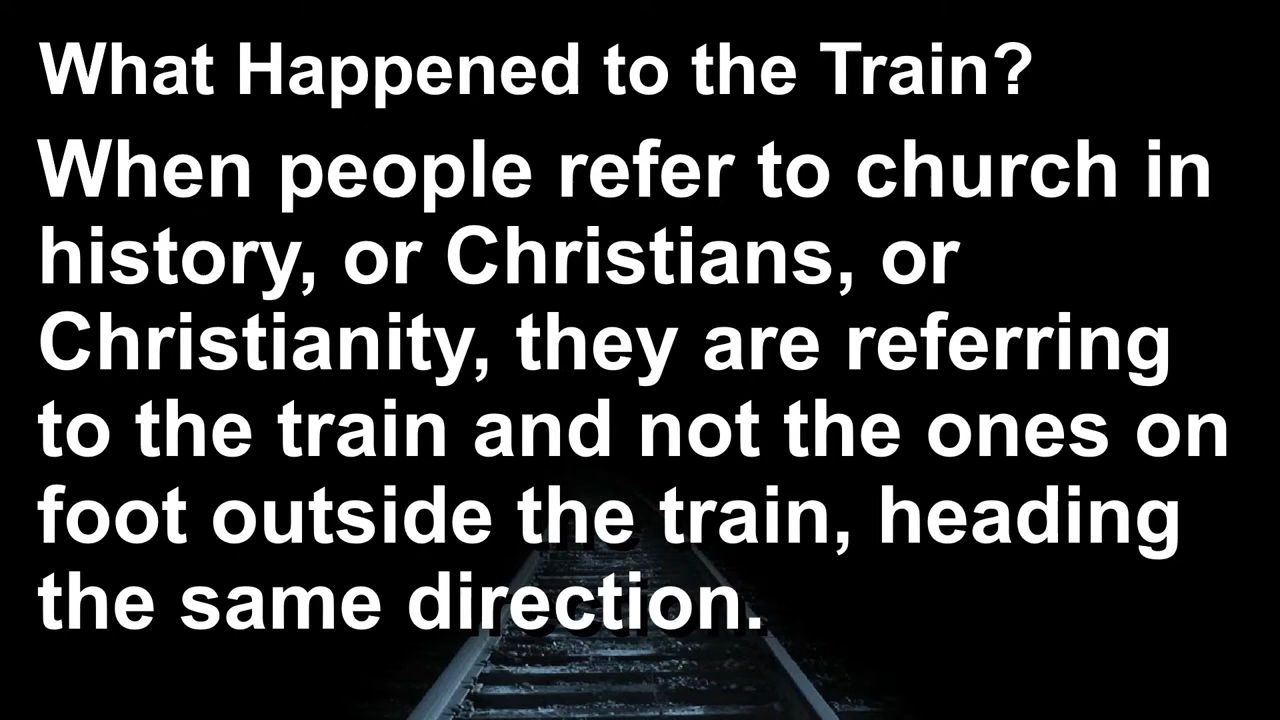 What Happened to the Train?
When people refer to church in
history, or Christians, or
Christianity, they are referring
to the train and not the ones on
foot outside the train, heading
the same direction.